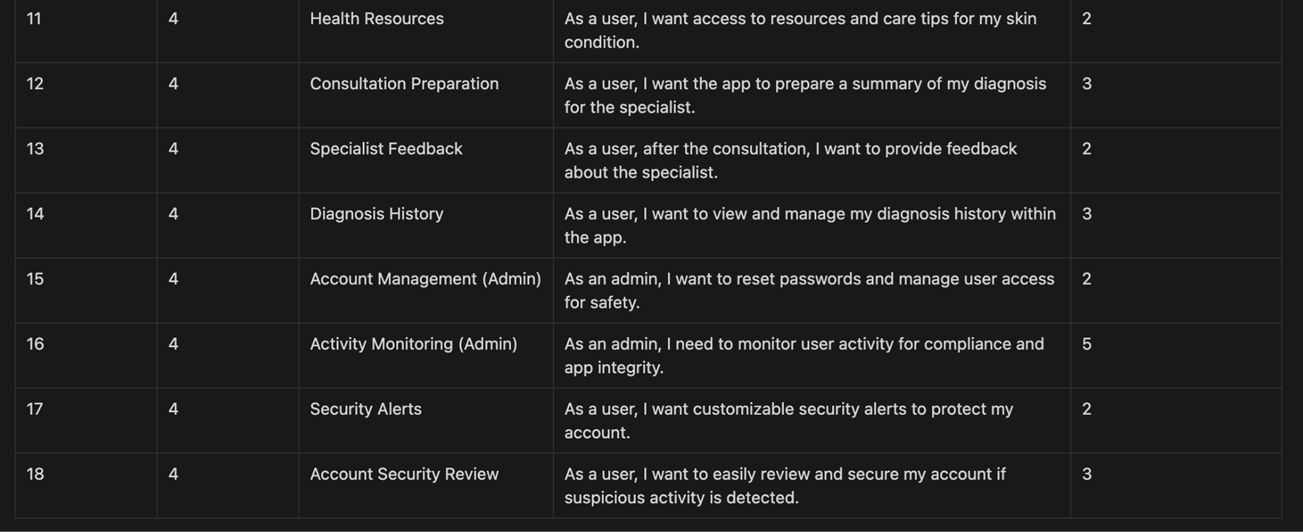 11 4 Health Resources As a user, I want access to resources and care tips for my skin
condition. 2
12 4 Consultation Preparation As a user, I want the app to prepare a summary of my diagnosis
for the specialist. 3
13 4 Specialist Feedback As a user, after the consultation, I want to provide feedback
about the specialist. 2
14 4 Diagnosis History As a user, I want to view and manage my diagnosis history within
the app. 3
15 4 Account Management (Admin) As an admin, I want to reset passwords and manage user access
for safety. 2
16 4 Activity Monitoring (Admin) As an admin, I need to monitor user activity for compliance and
app integrity. 5
17 4 Security Alerts As a user, I want customizable security alerts to protect my
account. 2
18 4 Account Security Review As a user, I want to easily review and secure my account if
suspicious activity is detected. 3